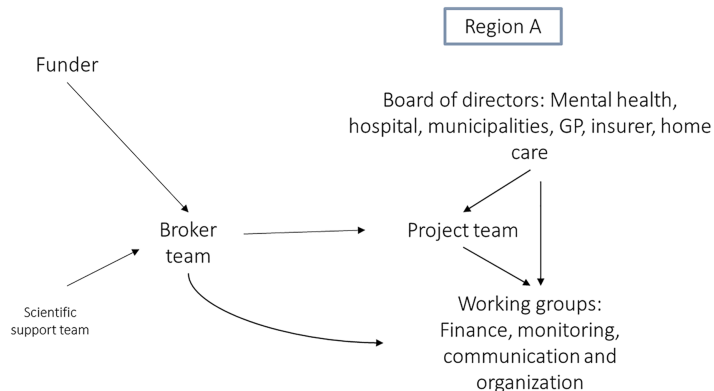 Region A
Funder
Board of directors: Mental health,
hospital, municipalities, GP, insurer, home
care
Broker
team
Project team
Scientific
support team
Working groups:
Finance, monitoring,
communication and
organization